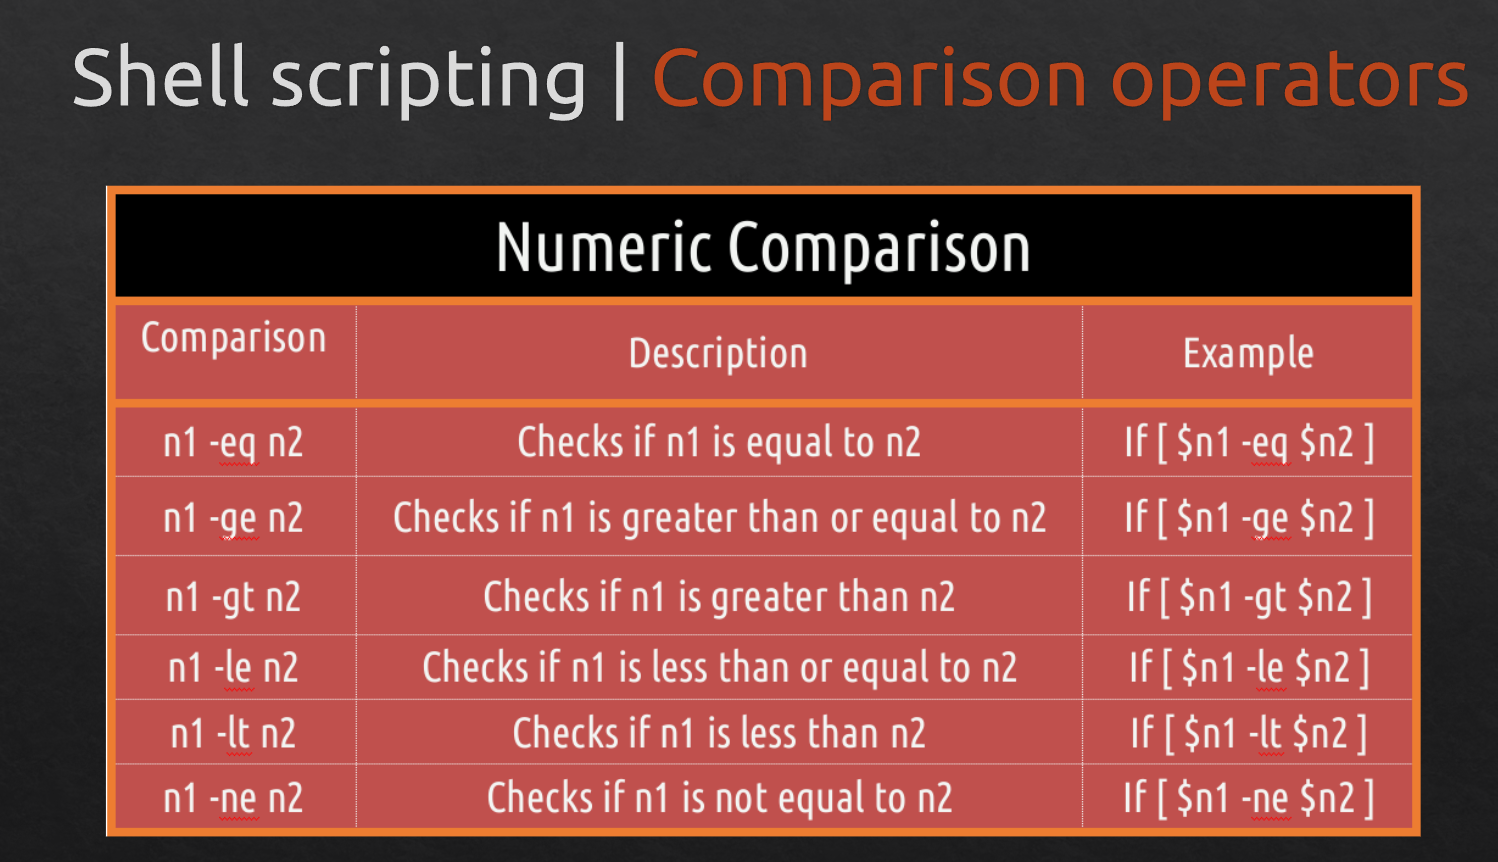 Shell scripting | Comparison operators
Numeric Comparison
Comparison Description Example
n1 -eq n2 Checks if n1 is equal to n2 If [ $n1 -eq $n2 ]
n1 -ge n2 Checks if n1 is greater than or equal to n2 If [ $n1 -ge $n2 ]
n1 -gt n2 Checks if n1 is greater than n2 If [ $n1 -gt $n2 ]
n1 -le n2 Checks if n1 is less than or equal to n2 If [ $n1 -le $n2 ]
n1 -lt n2 Checks if n1 is less than n2 If [ $n1 -lt $n2 ]
n1 -ne n2 Checks if n1 is not equal to n2 If [ $n1 -ne $n2 ]